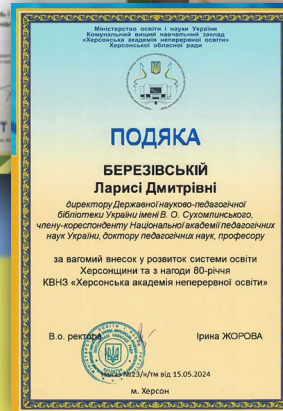 Міністерство освіти і науки України
Комунальний вищий навчальний заклад
«Херсонська академія неперервної освіти»
Херсонської обласної ради
ПОДЯКА
БЕРЕЗІВСЬКІЙ
Ларисі Дмитрівні
директору Державної науково-педагогічної
бібліотеки України імені В. О. Сухомлинського,
члену-кореспонденту Національної академії педагогічних
наук України, доктору педагогічних наук, професору
за вагомий внесок у розвиток системи освіти
Херсонщини та з нагоди 80-річчя
КВНЗ «Херсонська академія неперервної освіти»
В.о. ректора Ірина ЖОРОВА
Наказ №23/к/тм від 15.05.2024
м. Херсон